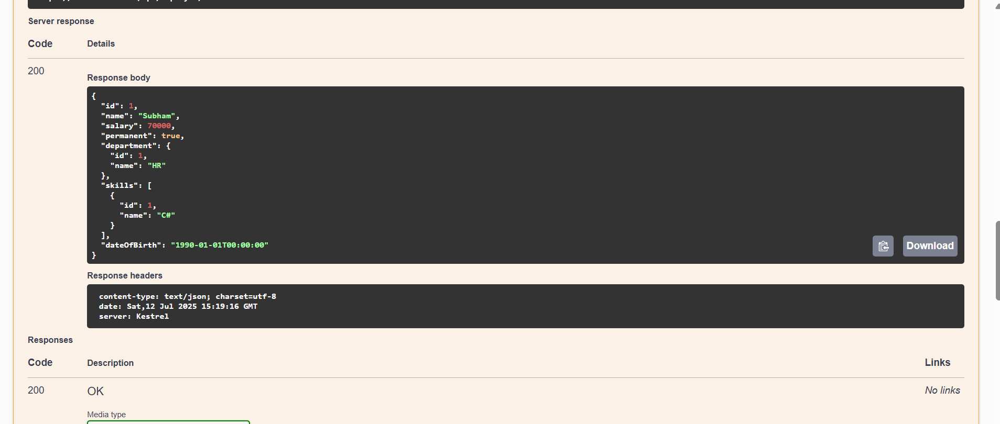 Server response
Code Details
200
Response body
{
  "id": 1,
  "name": "Subham",
  "salary": 70000,
  "permanent": true,
  "department": {
    "id": 1,
    "name": "HR"
  },
  "skills": [
    {
      "id": 1,
      "name": "C#"
    }
  ],
  "dateOfBirth": "1990-01-01T00:00:00"
}
Download
Response headers
content-type: text/json; charset=utf-8
date: Sat,12 Jul 2025 15:19:16 GMT
server: Kestrel
Responses
Code Description Links
200 OK No links
Media type